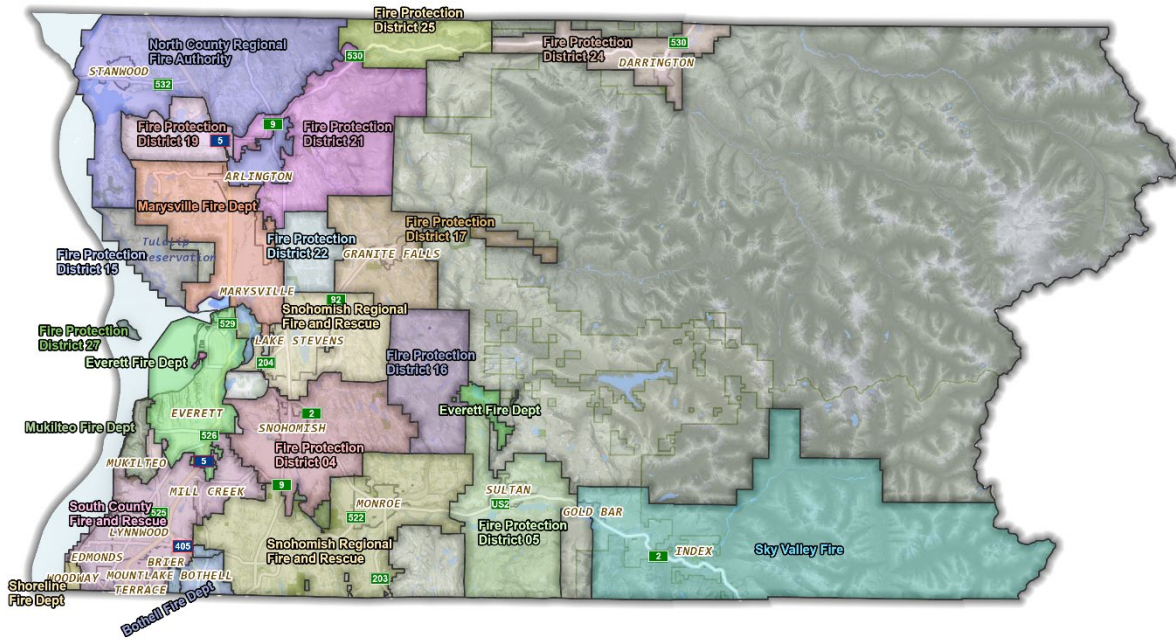 Fire Protection
District 25
North County Regional
Fire Authority
530
Fire Protection
District 24
530
STANWOOD
DARRINGTON
532
Fire Protection
District 19
5
9
Fire Protection
District 21
ARLINGTON
Marysville Fire Dept
Fire Protection
District 17
Fire Protection
District 22
Tulalip
Reservation
Fire Protection
District 15
GRANITE FALLS
MARYSVILLE
92
Snohomish Regional
Fire and Rescue
529
Fire Protection
District 27
LAKE STEVENS
Everett Fire Dept
204
Fire Protection
District 16
EVERETT
2
Everett Fire Dept
Mukilteo Fire Dept
526
SNOHOMISH
Fire Protection
District 04
MUKILTEO
5
9
MILL CREEK
SULTAN
MONROE
US2
South County
Fire and Rescue
525
522
GOLD BAR
Fire Protection
District 05
LYNNWOOD
405
Snohomish Regional
Fire and Rescue
2
INDEX
Sky Valley Fire
EDMONDS
BRIER
WOODWAY
MOUNTLAKE
TERRACE
BOTHELL
203
Shoreline
Fire Dept
Bothell Fire Dept